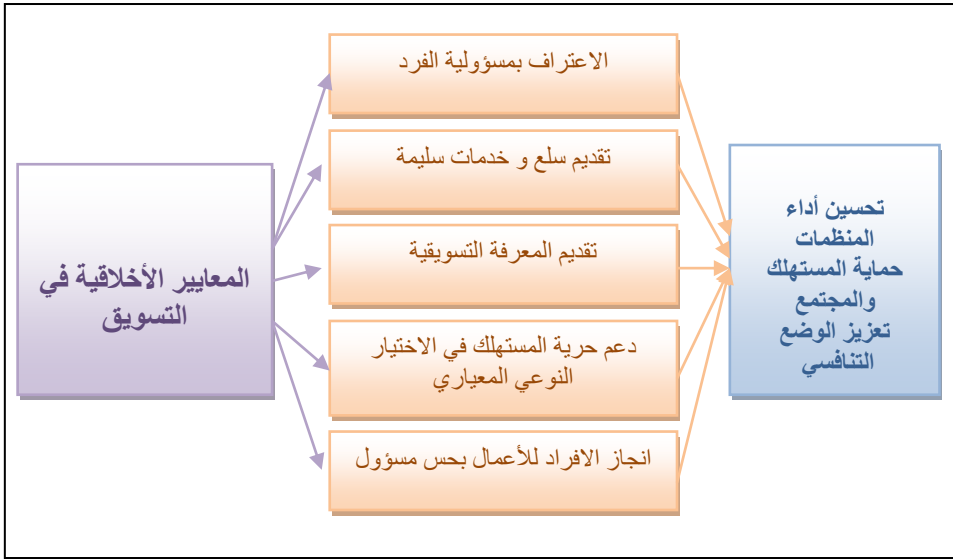 الاعتراف بمسؤولية الفرد
تقديم سلع و خدمات سليمة
تقديم المعرفة التسويقية
دعم حرية المستهلك في الاختيار
النوعي المعياري
انجاز الافراد للأعمال بحس مسؤول
المعايير الأخلاقية في
التسويق
تحسين أداء
المنظمات
حماية المستهلك
والمجتمع
تعزيز الوضع
التنافسي